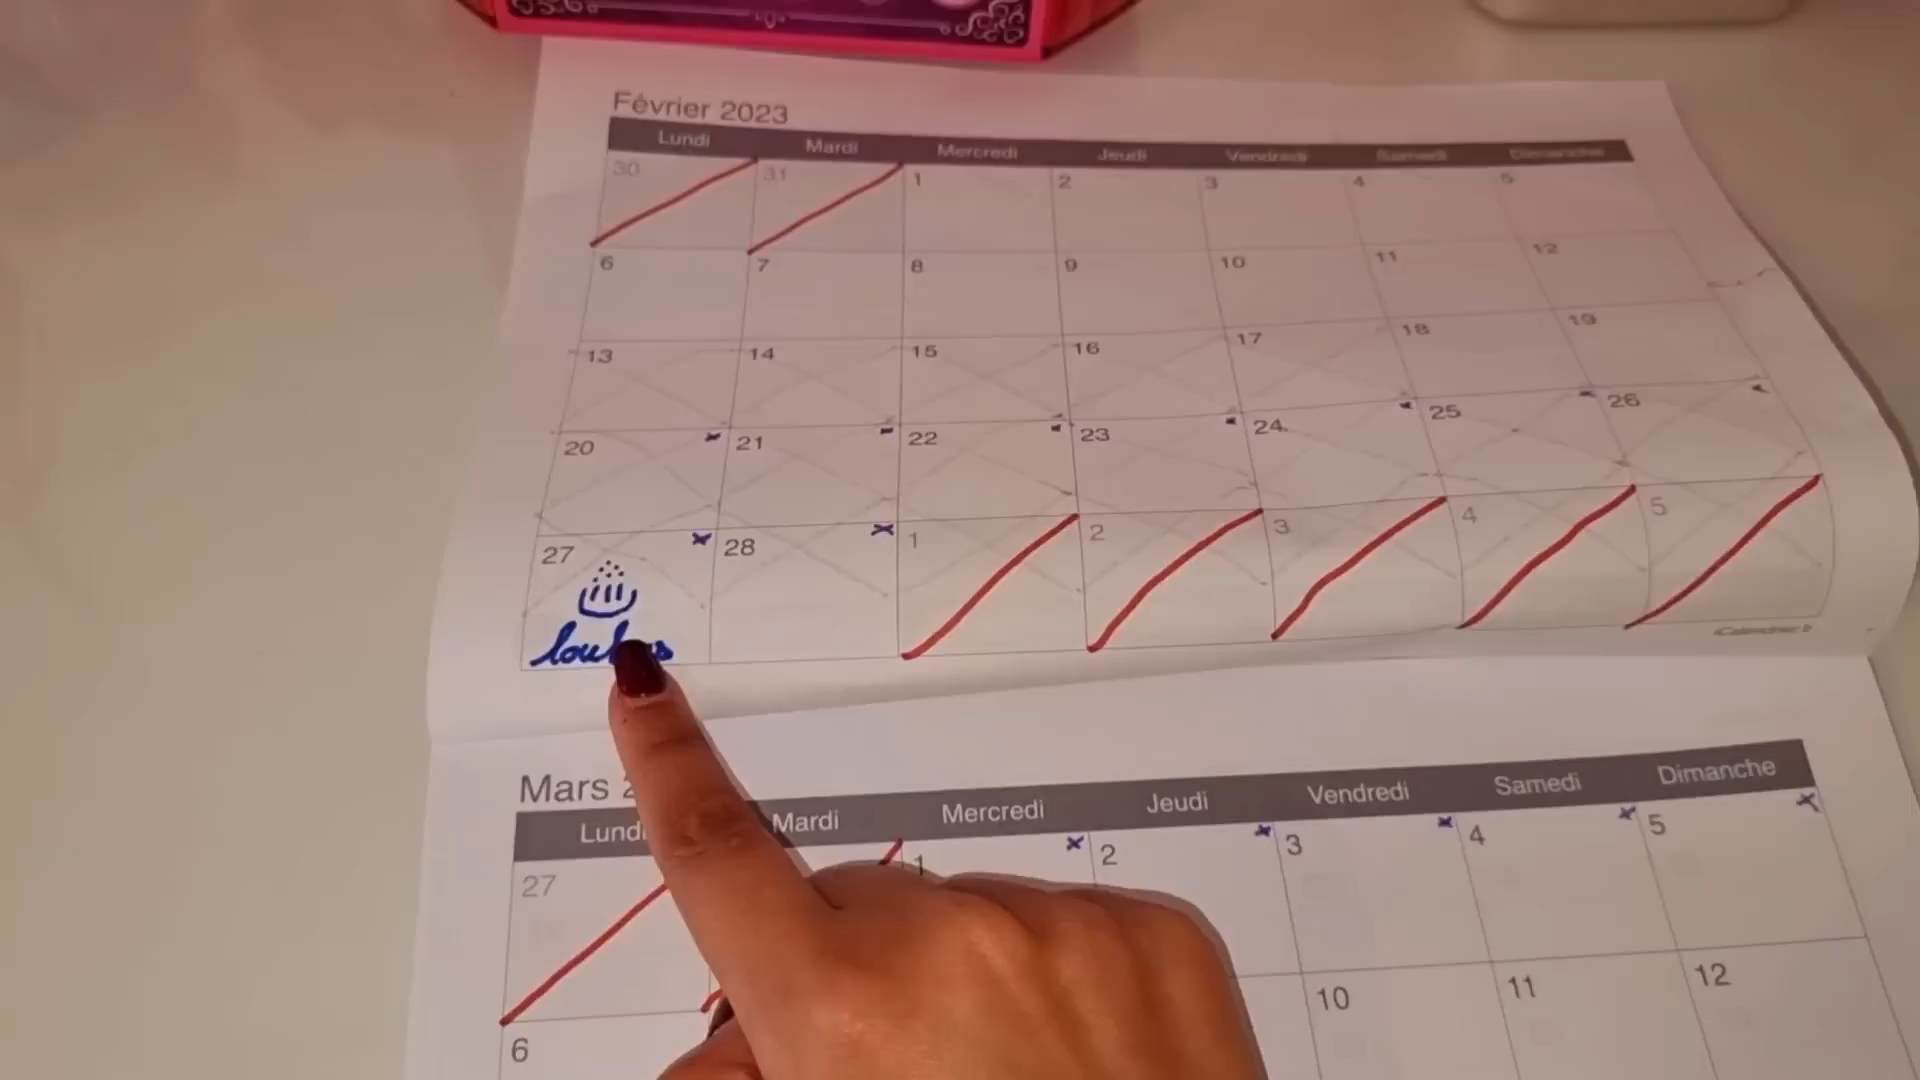 Février 2023
Lundi Mardi Mercredi Jeudi Vendredi Samedi Dimanche
30 31 1 2 3 4 5
6 7 8 9 10 11 12
13 14 15 16 17 18 19
20 21 22 23 24 25 26
27 28 1 2 3 4 5
Mars
Lundi Mardi Mercredi Jeudi Vendredi Samedi Dimanche
27 1 2 3 4 5
6 10 11 12